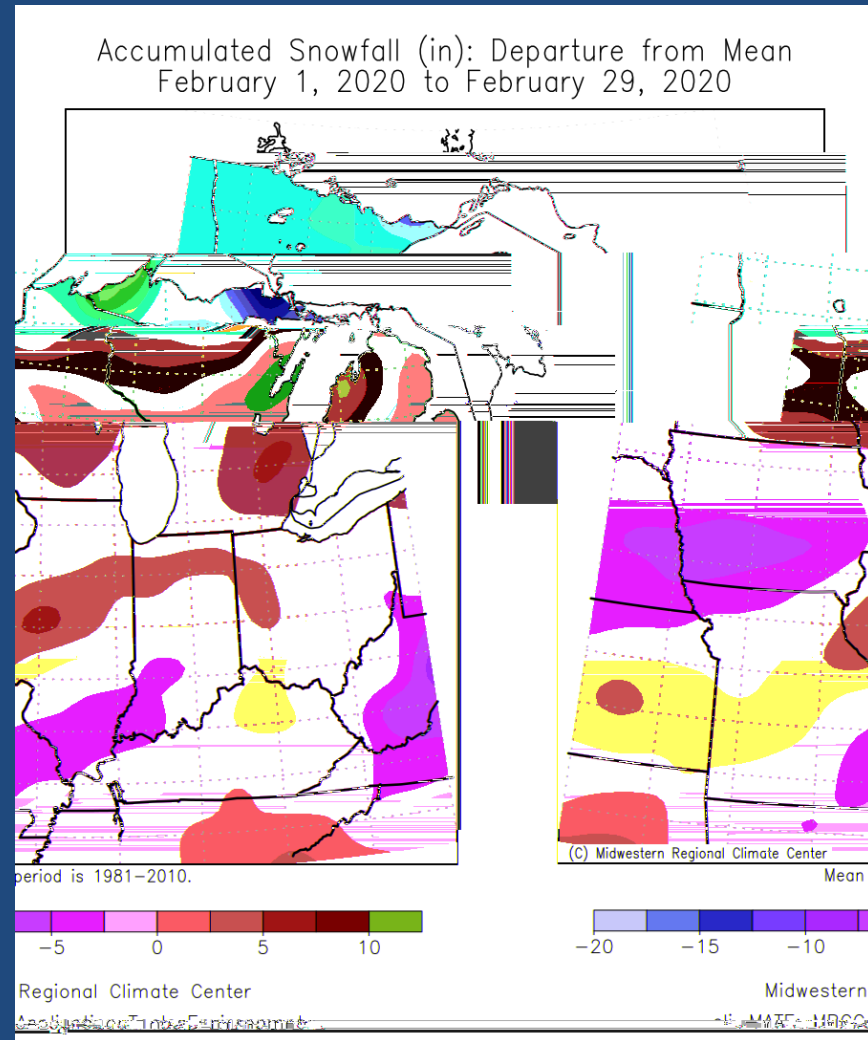 Accumulated Snowfall (in): Departure from Mean
February 1, 2020 to February 29, 2020
(C) Midwestern Regional Climate Center
period is 1981-2010.
Mean
-5 0 5 10
-20 -15 -10
Regional Climate Center
Midwestern